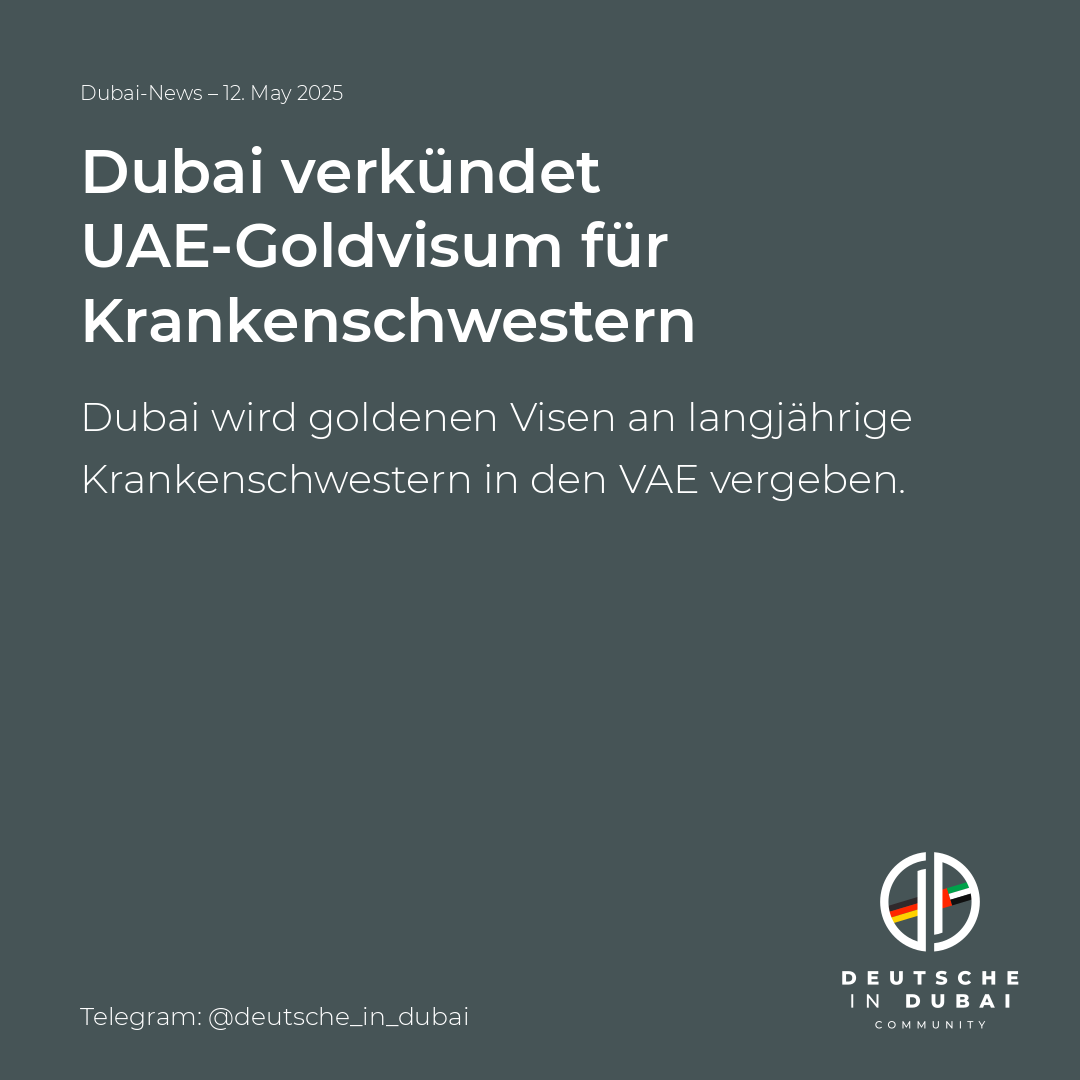 Dubai-News – 12. May 2025
Dubai verkündet
UAE-Goldvisum für
Krankenschwestern
Dubai wird goldenen Visen an langjährige
Krankenschwestern in den VAE vergeben.
Telegram: @deutsche_in_dubai
DEUTSCHE
IN DUBAI
COMMUNITY